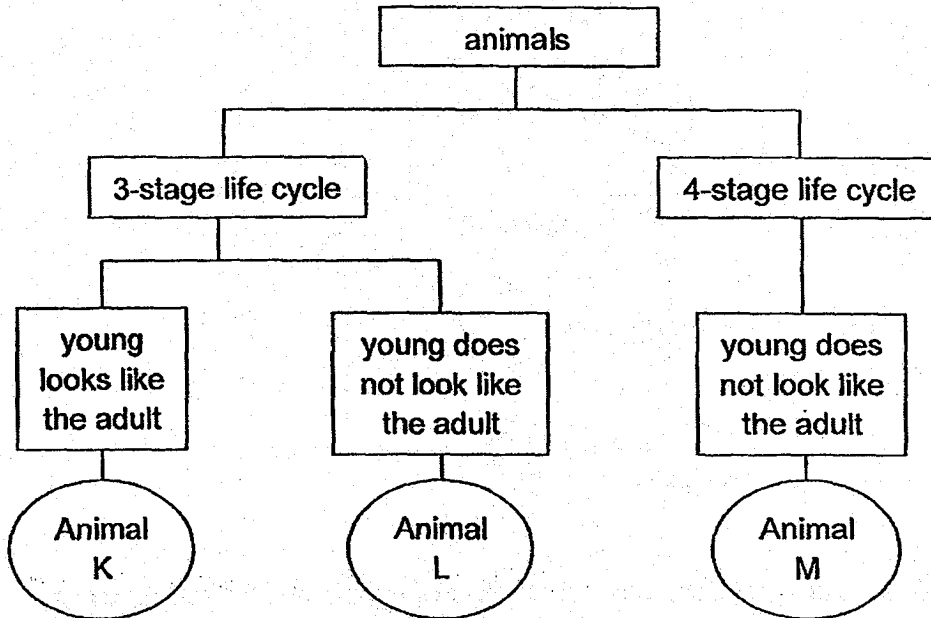 animals
3-stage life cycle
4-stage life cycle
young
looks like
the adult
young does
not look like
the adult
young does
not look like
the adult
Animal
K
Animal
L
Animal
M